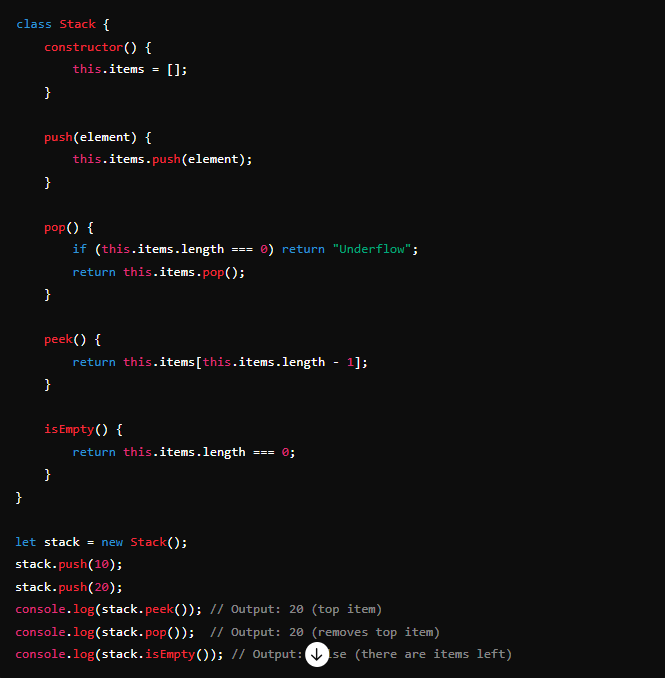 class Stack {
    constructor() {
        this.items = [];
    }

    push(element) {
        this.items.push(element);
    }

    pop() {
        if (this.items.length === 0) return "Underflow";
        return this.items.pop();
    }

    peek() {
        return this.items[this.items.length - 1];
    }

    isEmpty() {
        return this.items.length === 0;
    }
}

let stack = new Stack();
stack.push(10);
stack.push(20);
console.log(stack.peek()); // Output: 20 (top item)
console.log(stack.pop());  // Output: 20 (removes top item)
console.log(stack.isEmpty()); // Output: (there are items left)